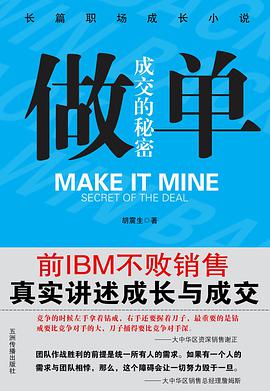 长篇职场成长小说
做单
成交的秘密
MAKE IT MINE
SECRET OF THE DEAL
胡震生◎著
前IBM不败销售
真实讲述成长与成交
竞争的时候左手拿着钻戒，右手还要握着刀子，最重要的是钻
戒要比竞争对手的大、刀子捅得要比竞争对手深。
——大中华区资深销售谢正
团队作战胜利的前提是统一所有人的需求。如果有一个人的
需求与团队相悖，那么，这个障碍会让一切努力毁于一旦。
——大中华区销售总经理詹姆斯
五洲传播出版社